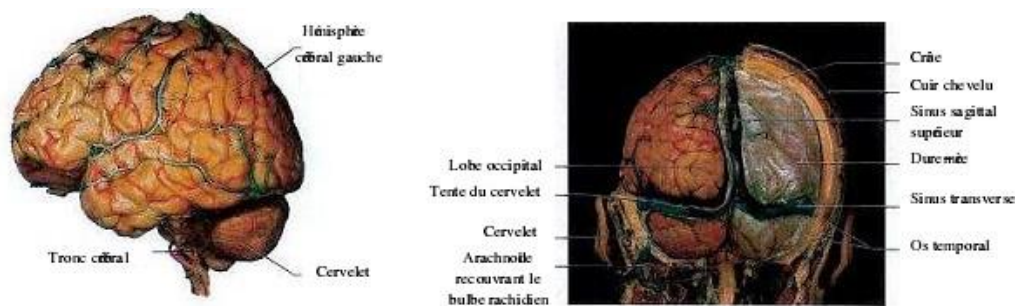 Hémisphère
cérébral gauche
Tronc cérébral
Cervelet
Lobe occipital
Tente du cervelet
Cervelet
Arachnoïde
recouvrant le
bulbe rachidien
Crâne
Cuir chevelu
Sinus sagittal
supérieur
Dure-mère
Sinus transverse
Os temporal